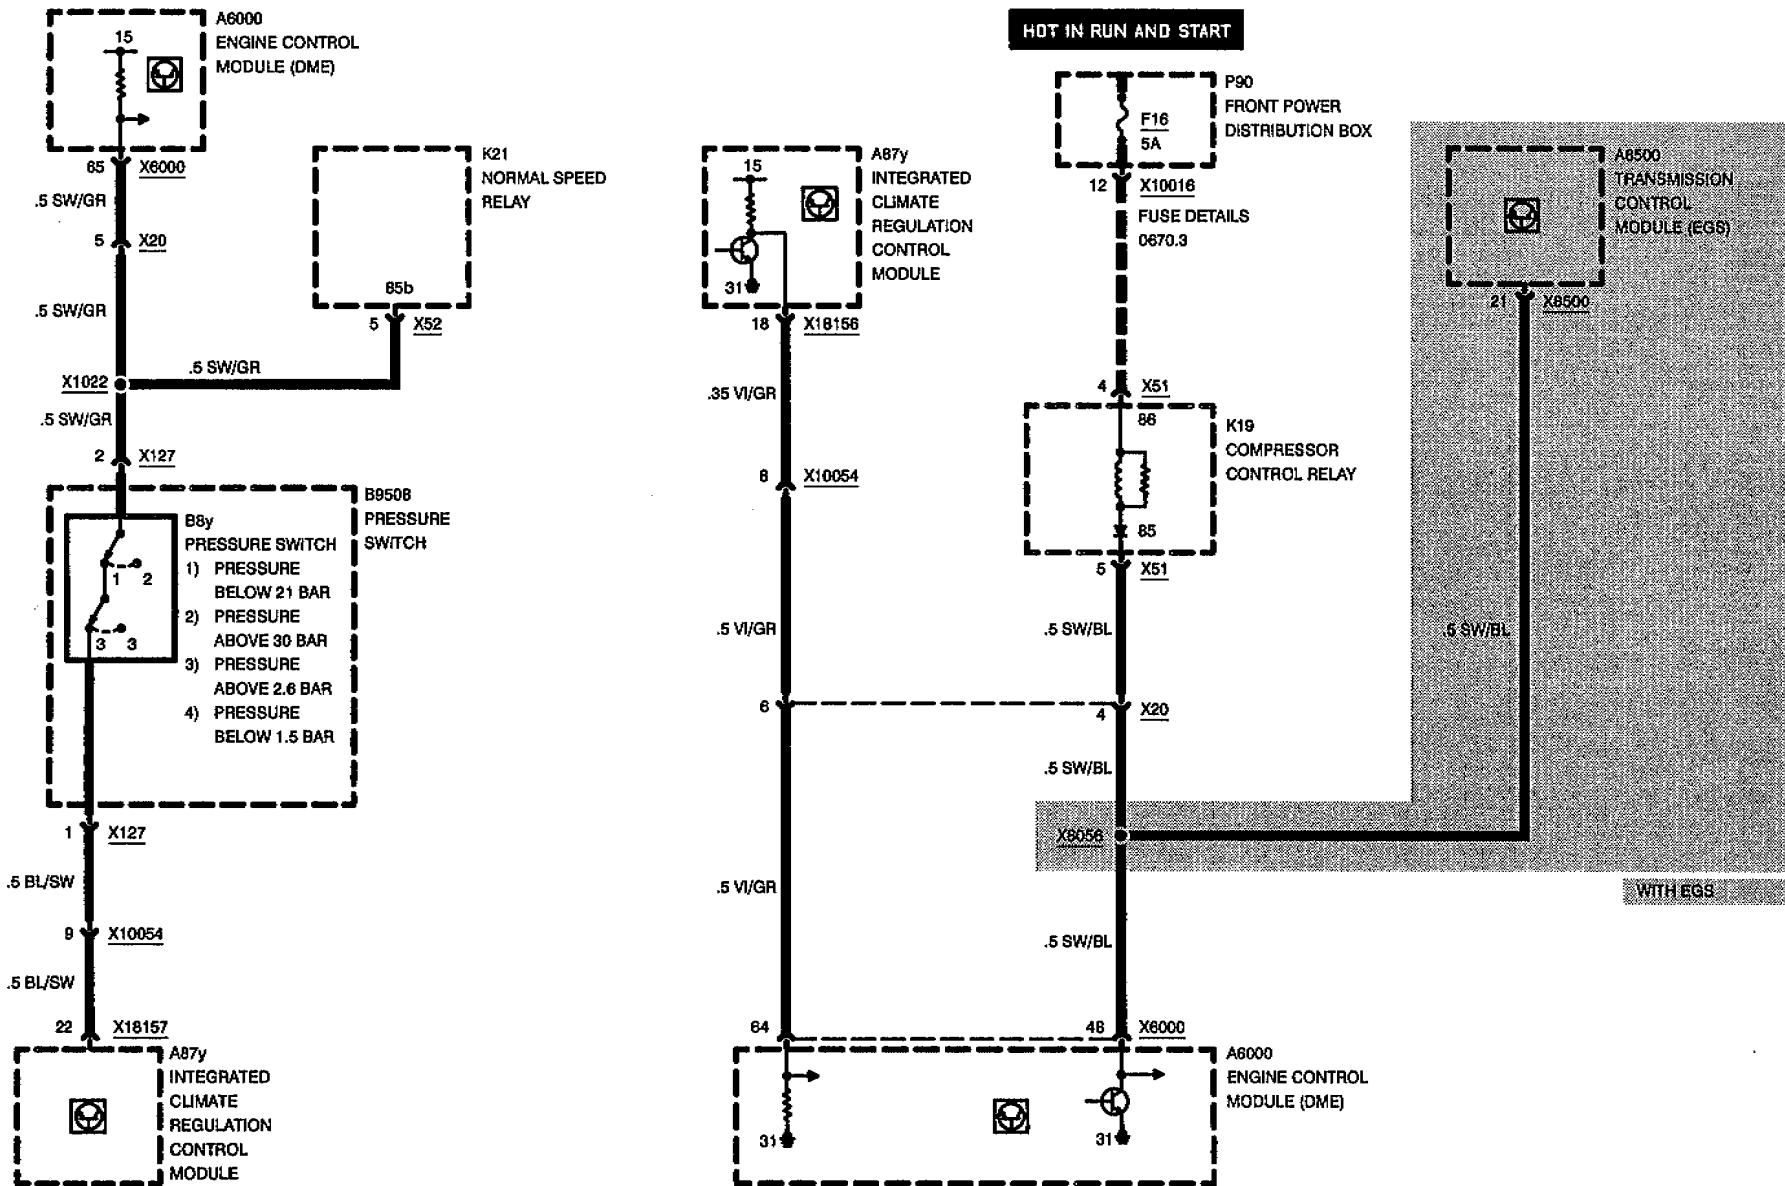 A6000
ENGINE CONTROL
MODULE (DME)
15
65 X6000
.5 SW/GR
5 X20
.5 SW/GR
K21
NORMAL SPEED
RELAY
85b
5 X52
.5 SW/GR
X1022
.5 SW/GR
2 X127
B9508
PRESSURE
SWITCH
B8y
PRESSURE SWITCH
1) PRESSURE
BELOW 21 BAR
2) PRESSURE
ABOVE 30 BAR
3) PRESSURE
ABOVE 2.6 BAR
4) PRESSURE
BELOW 1.5 BAR
1 2
3 3
1 X127
.5 BL/SW
9 X10054
.5 BL/SW
22 X18157
A87y
INTEGRATED
CLIMATE
REGULATION
CONTROL
MODULE
A87y
INTEGRATED
CLIMATE
REGULATION
CONTROL
MODULE
15
31
18 X18156
.35 VI/GR
8 X10054
.5 VI/GR
6
.5 VI/GR
64
HOT IN RUN AND START
P90
FRONT POWER
DISTRIBUTION BOX
F16
5A
12 X10016
FUSE DETAILS
0670.3
4 X51
86
K19
COMPRESSOR
CONTROL RELAY
85
5 X51
.5 SW/BL
4 X20
.5 SW/BL
X8056
.5 SW/BL
48 X6000
A6000
ENGINE CONTROL
MODULE (DME)
31
31
A8500
TRANSMISSION
CONTROL
MODULE (EGS)
21 X8500
.5 SW/BL
WITH EGS